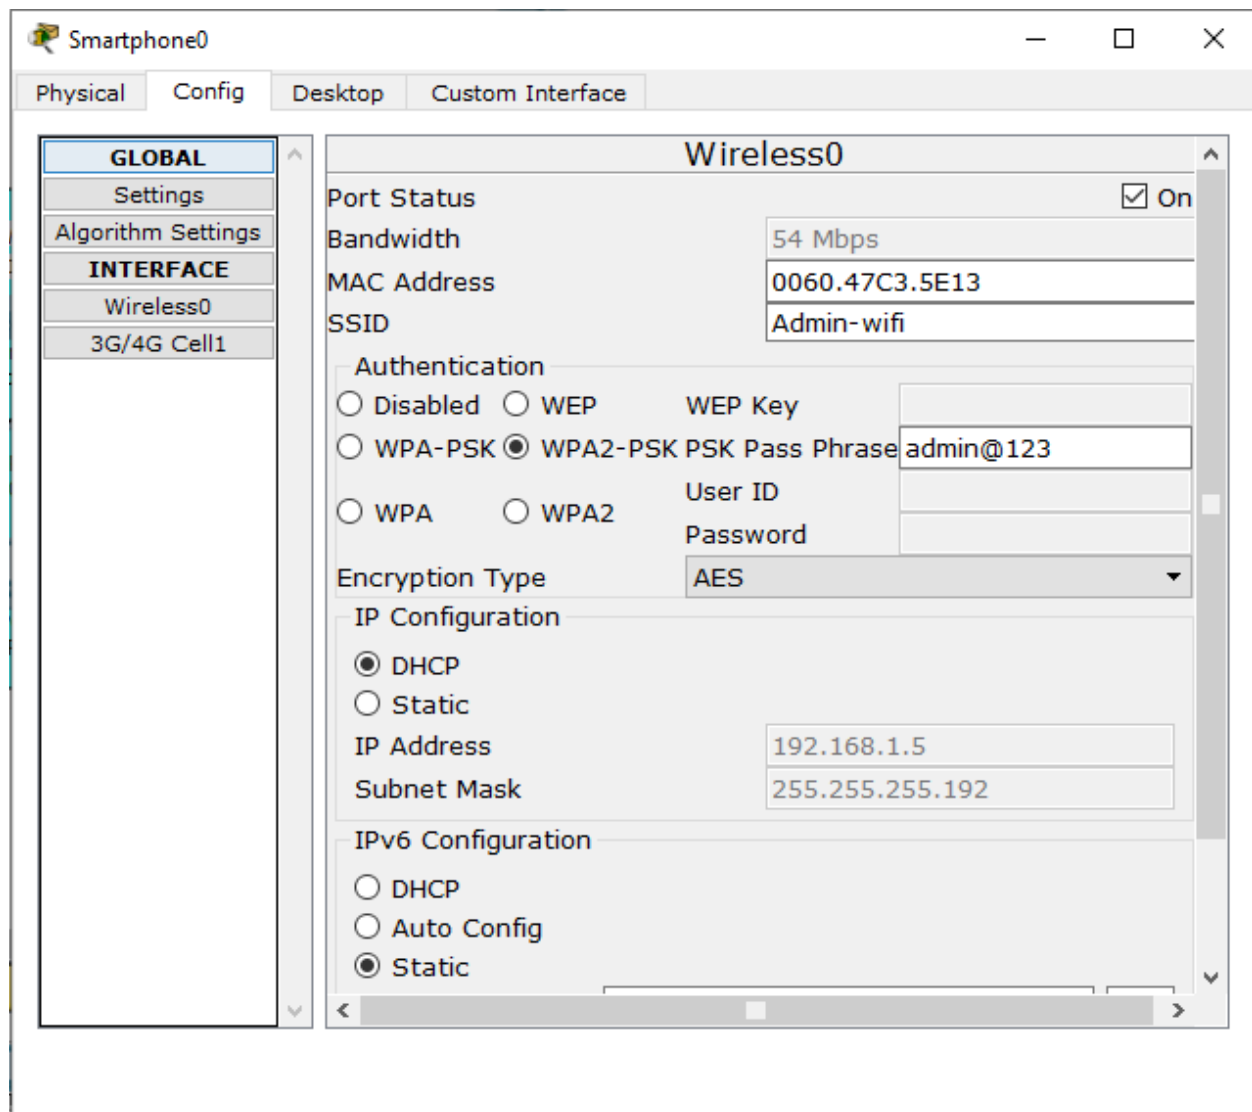 Smartphone0
Physical Config Desktop Custom Interface
GLOBAL
Settings
Algorithm Settings
INTERFACE
Wireless0
3G/4G Cell1
Wireless0
Port Status On
Bandwidth 54 Mbps
MAC Address 0060.47C3.5E13
SSID Admin-wifi
Authentication
Disabled WEP WEP Key
WPA-PSK WPA2-PSK PSK Pass Phrase admin@123
WPA WPA2 User ID
Password
Encryption Type AES
IP Configuration
DHCP
Static
IP Address 192.168.1.5
Subnet Mask 255.255.255.192
IPv6 Configuration
DHCP
Auto Config
Static